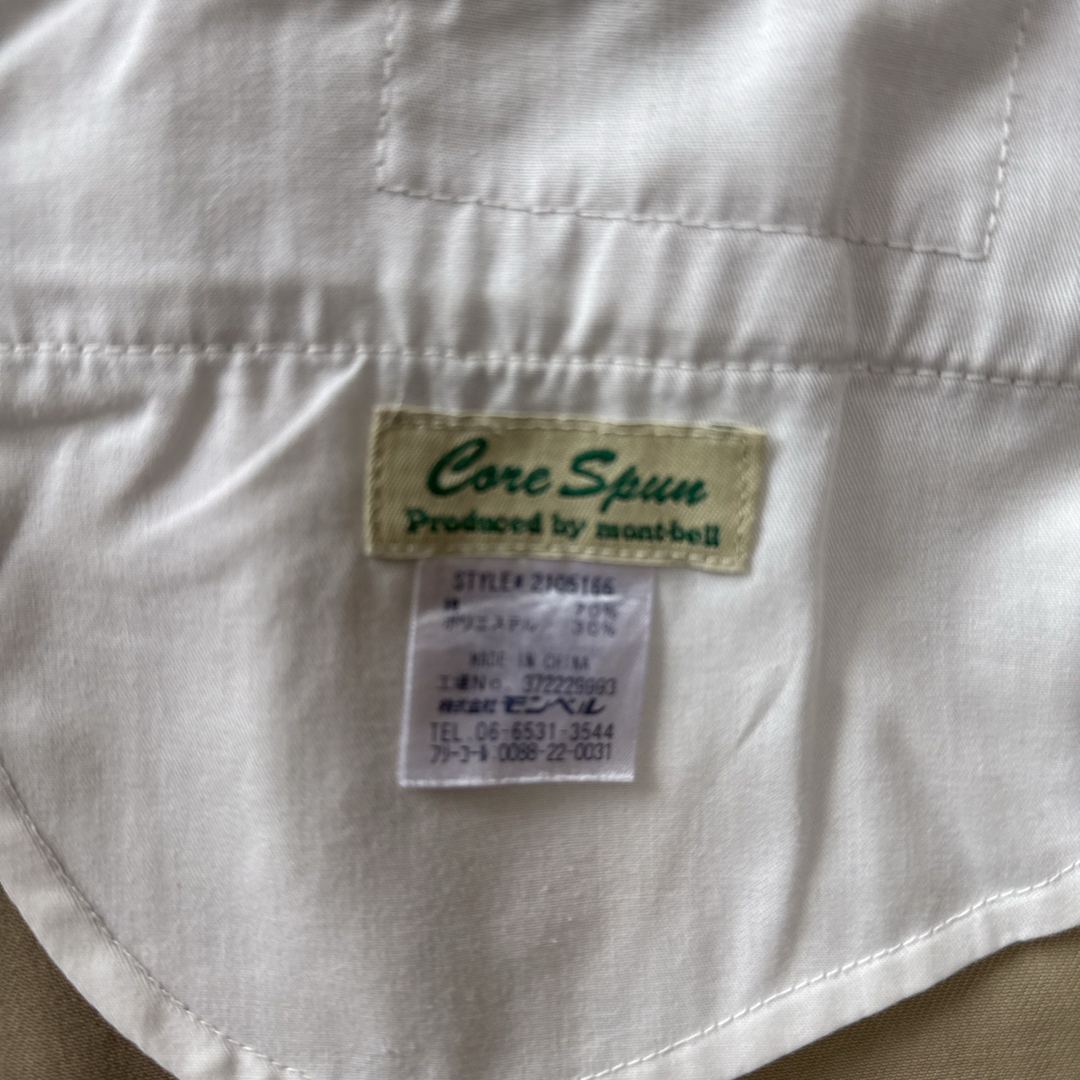 Core Spun
Produced by mont-bell
STYLE# 2105166
綿 70%
ポリエステル 30%
MADE IN CHINA
工場No. 372229993
株式会社 モンベル
TEL.06-6531-3544
フリーコール 0088-22-0031